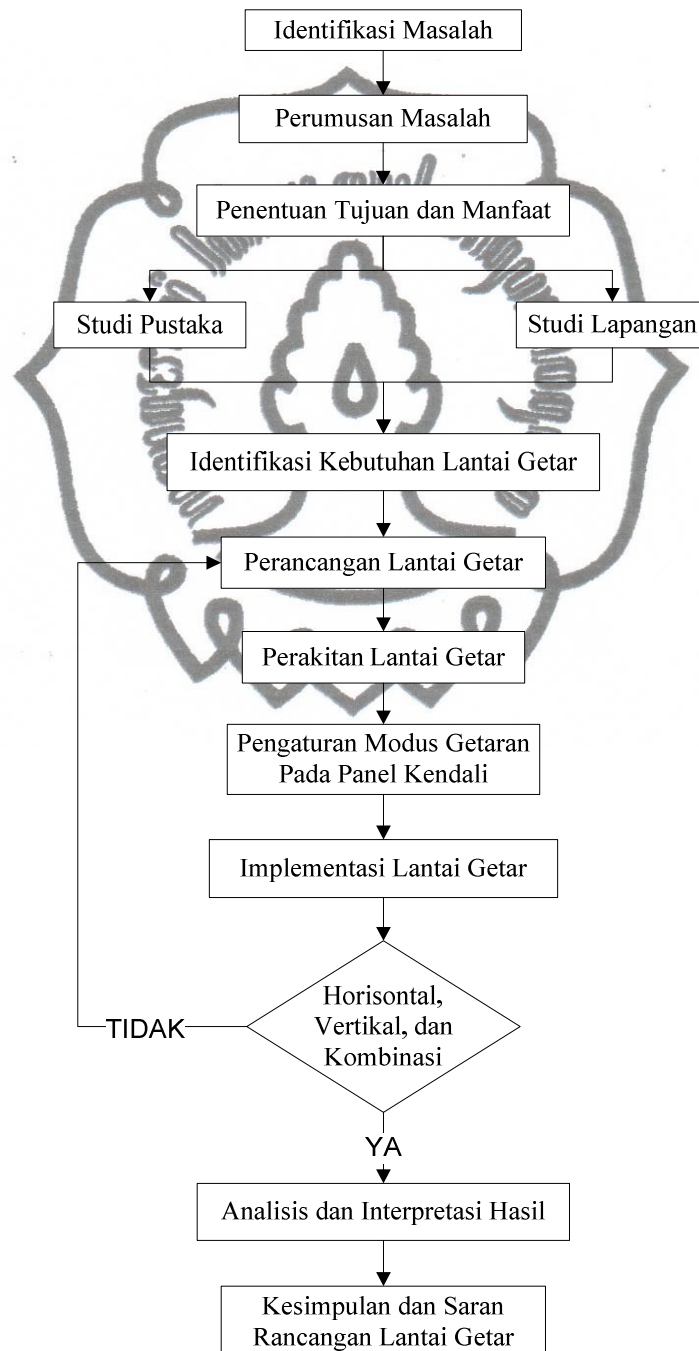 Identifikasi Masalah
Perumusan Masalah
Penentuan Tujuan dan Manfaat
Studi Pustaka
Studi Lapangan
Identifikasi Kebutuhan Lantai Getar
Perancangan Lantai Getar
Perakitan Lantai Getar
Pengaturan Modus Getaran
Pada Panel Kendali
Implementasi Lantai Getar
Horisontal,
Vertikal, dan
Kombinasi
TIDAK
YA
Analisis dan Interpretasi Hasil
Kesimpulan dan Saran
Rancangan Lantai Getar